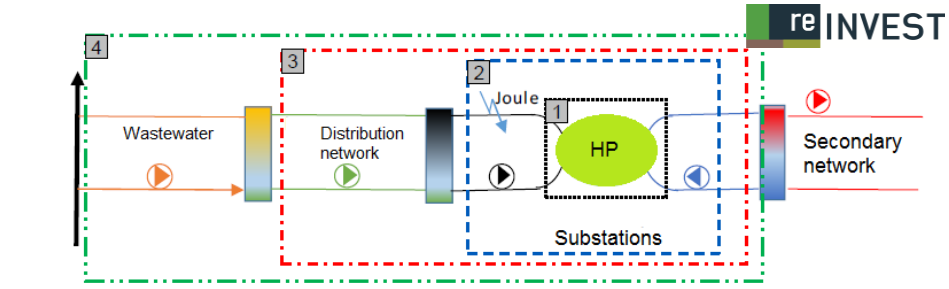 re INVEST
4
3
2
Joule
1
Wastewater
Distribution
network
HP
Secondary
network
Substations